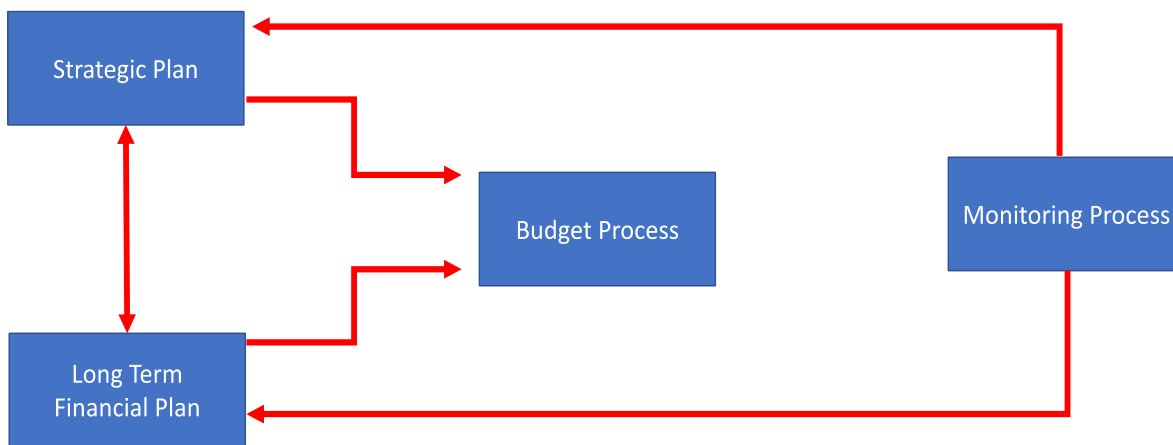 Strategic Plan
Budget Process
Monitoring Process
Long Term
Financial Plan